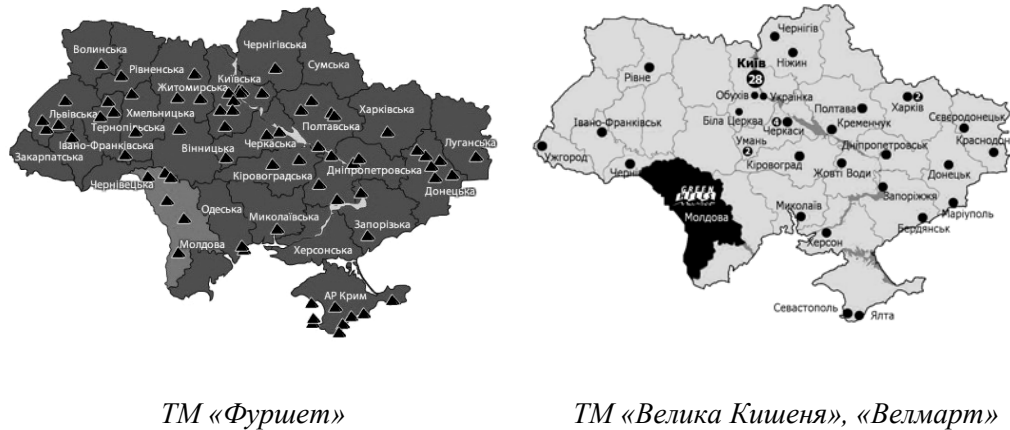 Волинська
Рівненська
Житомирська
Київська
Чернігівська
Сумська
Львівська
Тернопільська
Хмельницька
Івано-Франківська
Закарпатська
Вінницька
Черкаська
Полтавська
Харківська
Луганська
Чернівецька
Кіровоградська
Дніпропетровська
Донецька
Одеська
Миколаївська
Запорізька
Молдова
Херсонська
АР Крим
ТМ «Фуршет»
Чернігів
Ніжин
Київ
28
Рівне
Обухів
Українка
Біла Церква
4
Черкаси
Умань
2
Полтава
Харків
2
Кременчук
Сєвєродонецьк
Краснодон
Івано-Франківськ
Ужгород
Дніпропетровськ
Кіровоград
Жовті Води
Донецьк
GREEN
HILLS
Молдова
Миколаїв
Запоріжжя
Маріуполь
Бердянськ
Херсон
Севастополь
Ялта
ТМ «Велика Кишеня», «Велмарт»